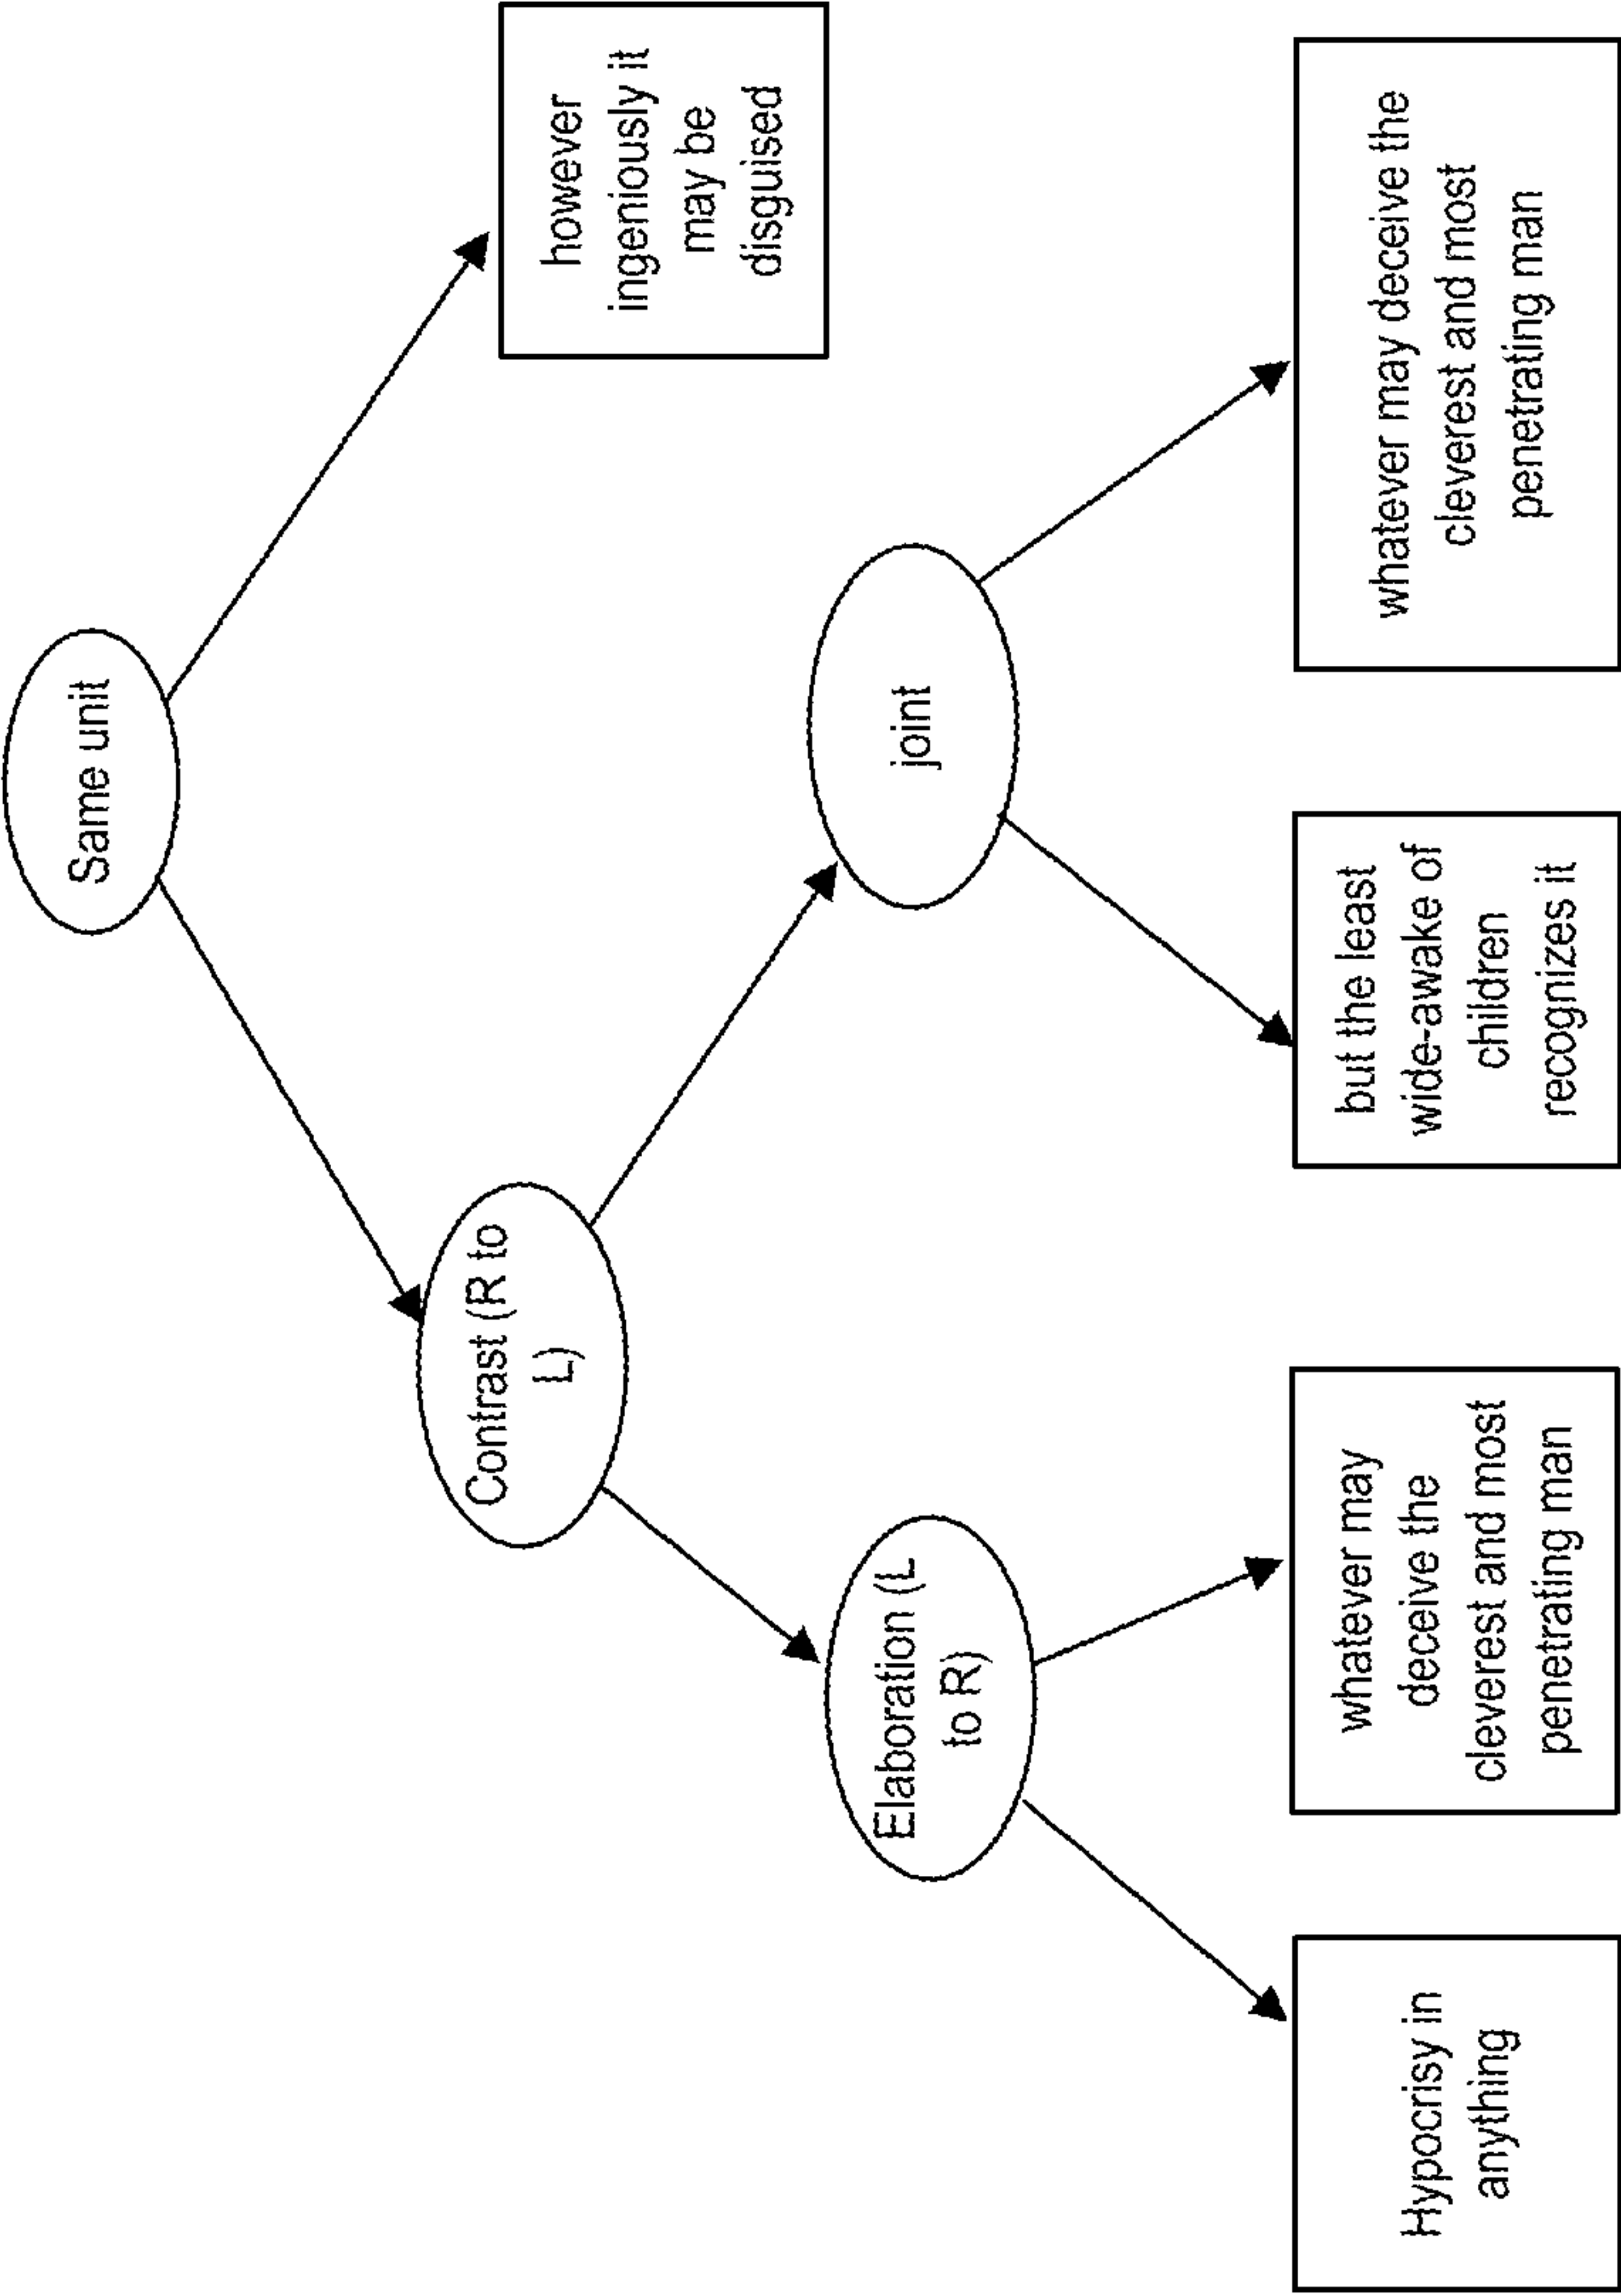 Same unit
Contrast (R to
L)
however
ingeniously it
may be
disguised
Elaboration (L
to R)
joint
Hypocrisy in
anything
whatever may
deceive the
cleverest and most
penetrating man
but the least
wide-awake of
children
recognizes it
whatever may deceive the
cleverest and most
penetrating man